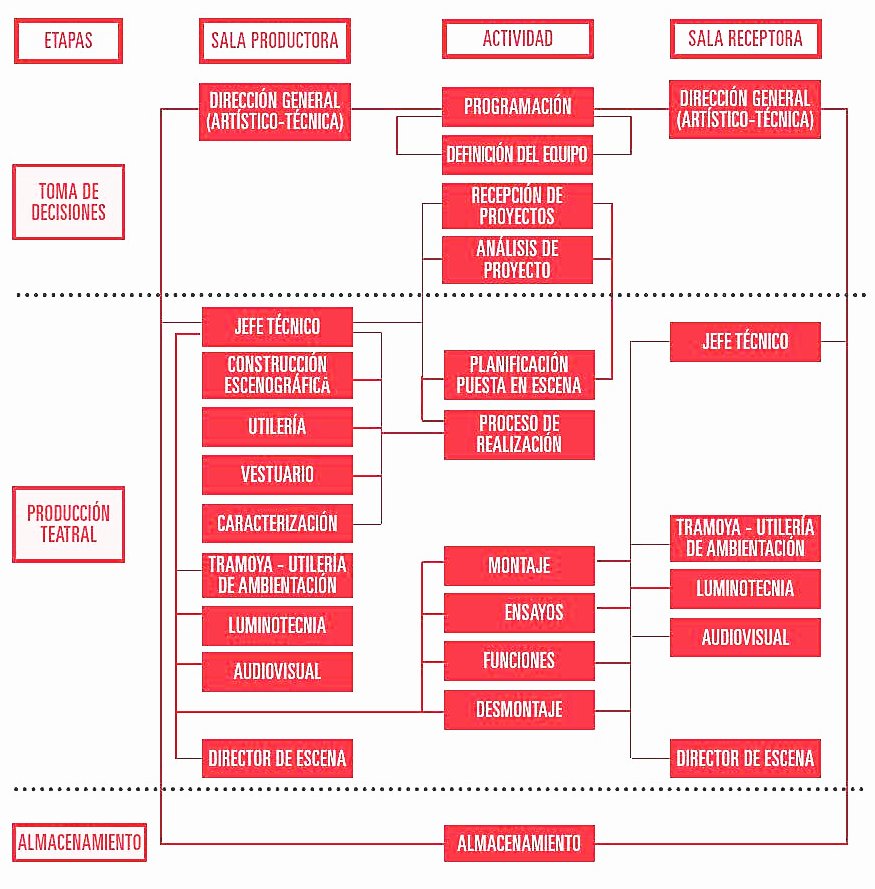 ETAPAS
SALA PRODUCTORA
ACTIVIDAD
SALA RECEPTORA
DIRECCIÓN GENERAL
(ARTÍSTICO-TÉCNICA)
PROGRAMACIÓN
DIRECCIÓN GENERAL
(ARTÍSTICO-TÉCNICA)
DEFINICIÓN DEL EQUIPO
TOMA DE
DECISIONES
RECEPCIÓN DE
PROYECTOS
ANÁLISIS DE
PROYECTO
JEFE TÉCNICO
JEFE TÉCNICO
CONSTRUCCIÓN
ESCENOGRÁFICA
PLANIFICACIÓN
PUESTA EN ESCENA
UTILERÍA
PROCESO DE
REALIZACIÓN
VESTUARIO
CARACTERIZACIÓN
PRODUCCIÓN
TEATRAL
TRAMOYA - UTILERÍA
DE AMBIENTACIÓN
MONTAJE
TRAMOYA - UTILERÍA
DE AMBIENTACIÓN
LUMINOTECNIA
ENSAYOS
LUMINOTECNIA
AUDIOVISUAL
FUNCIONES
AUDIOVISUAL
DESMONTAJE
DIRECTOR DE ESCENA
DIRECTOR DE ESCENA
ALMACENAMIENTO
ALMACENAMIENTO